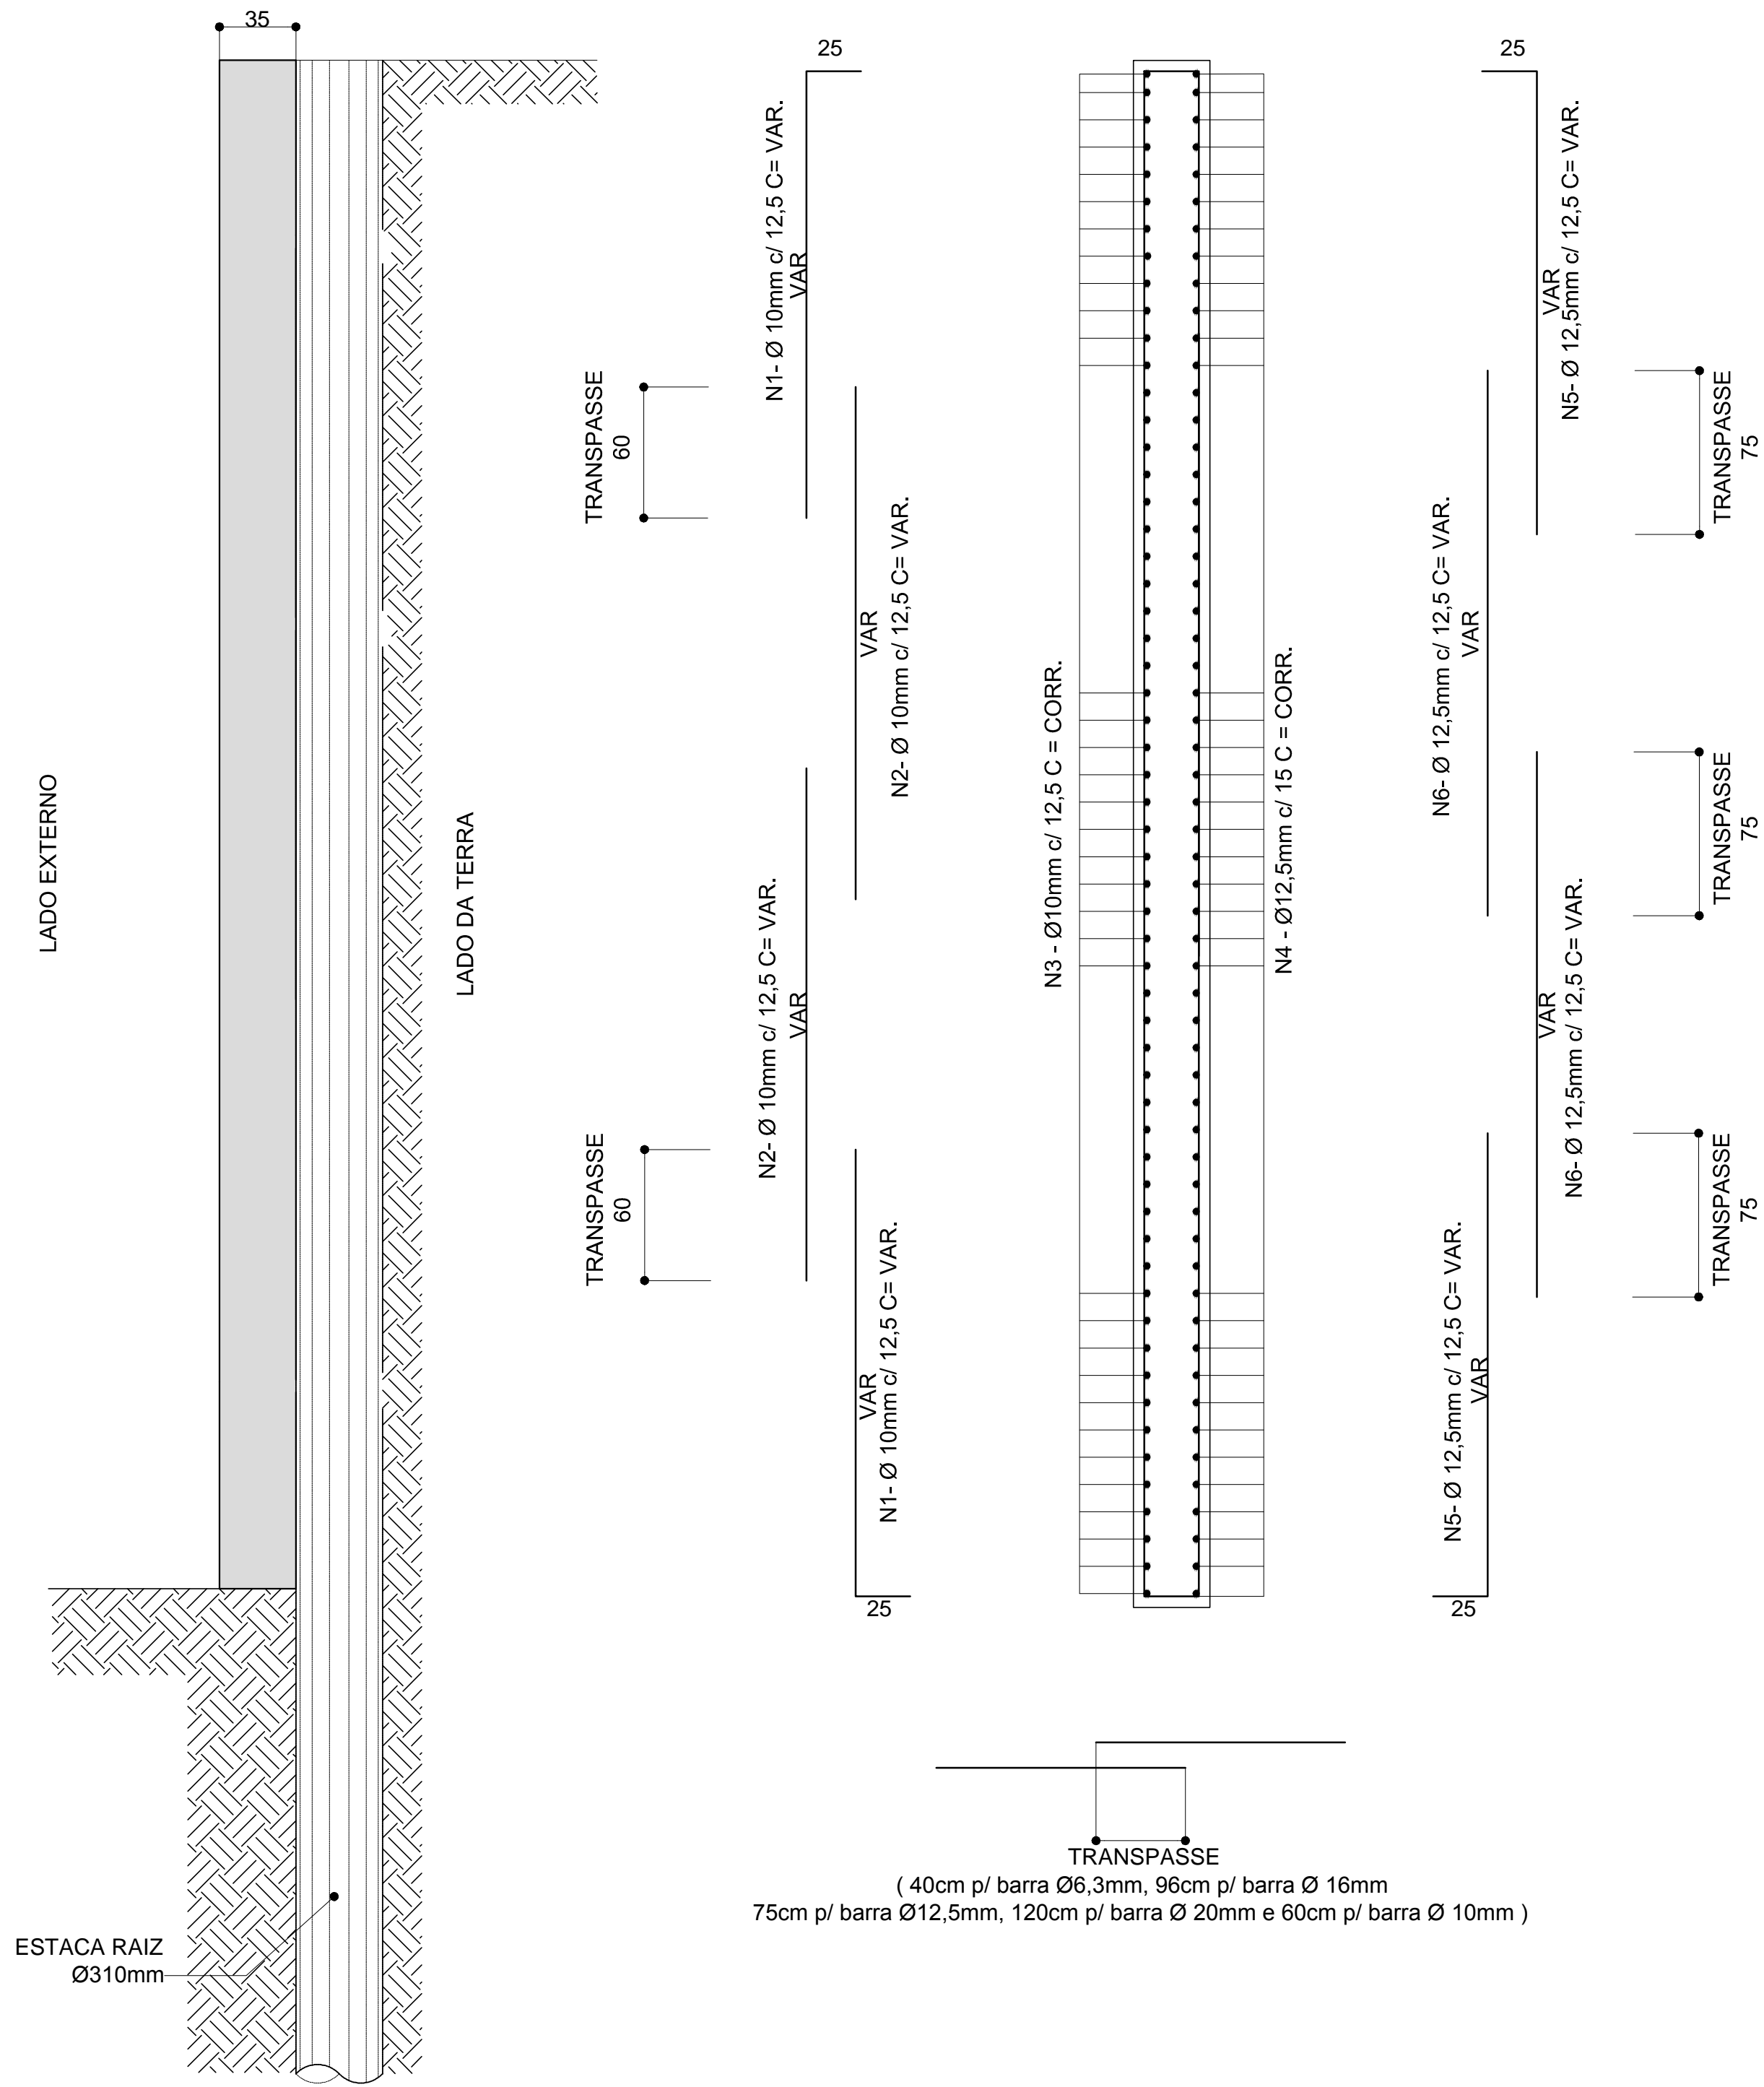 35
25
25
N1- Ø 10mm c/ 12,5 C= VAR.
VAR
N5- Ø 12,5mm c/ 12,5 C= VAR.
VAR
TRANSPASSE
60
TRANSPASSE
75
N2- Ø 10mm c/ 12,5 C= VAR.
VAR
N6- Ø 12,5mm c/ 12,5 C= VAR.
VAR
LADO EXTERNO
LADO DA TERRA
N3 - Ø10mm c/ 12,5 C = CORR.
N4 - Ø12,5mm c/ 15 C = CORR.
TRANSPASSE
75
N2- Ø 10mm c/ 12,5 C= VAR.
VAR
VAR
N6- Ø 12,5mm c/ 12,5 C= VAR.
TRANSPASSE
60
TRANSPASSE
75
VAR
N1- Ø 10mm c/ 12,5 C= VAR.
N5- Ø 12,5mm c/ 12,5 C= VAR.
VAR
25
25
TRANSPASSE
( 40cm p/ barra Ø6,3mm, 96cm p/ barra Ø 16mm
75cm p/ barra Ø12,5mm, 120cm p/ barra Ø 20mm e 60cm p/ barra Ø 10mm )
ESTACA RAIZ
Ø310mm